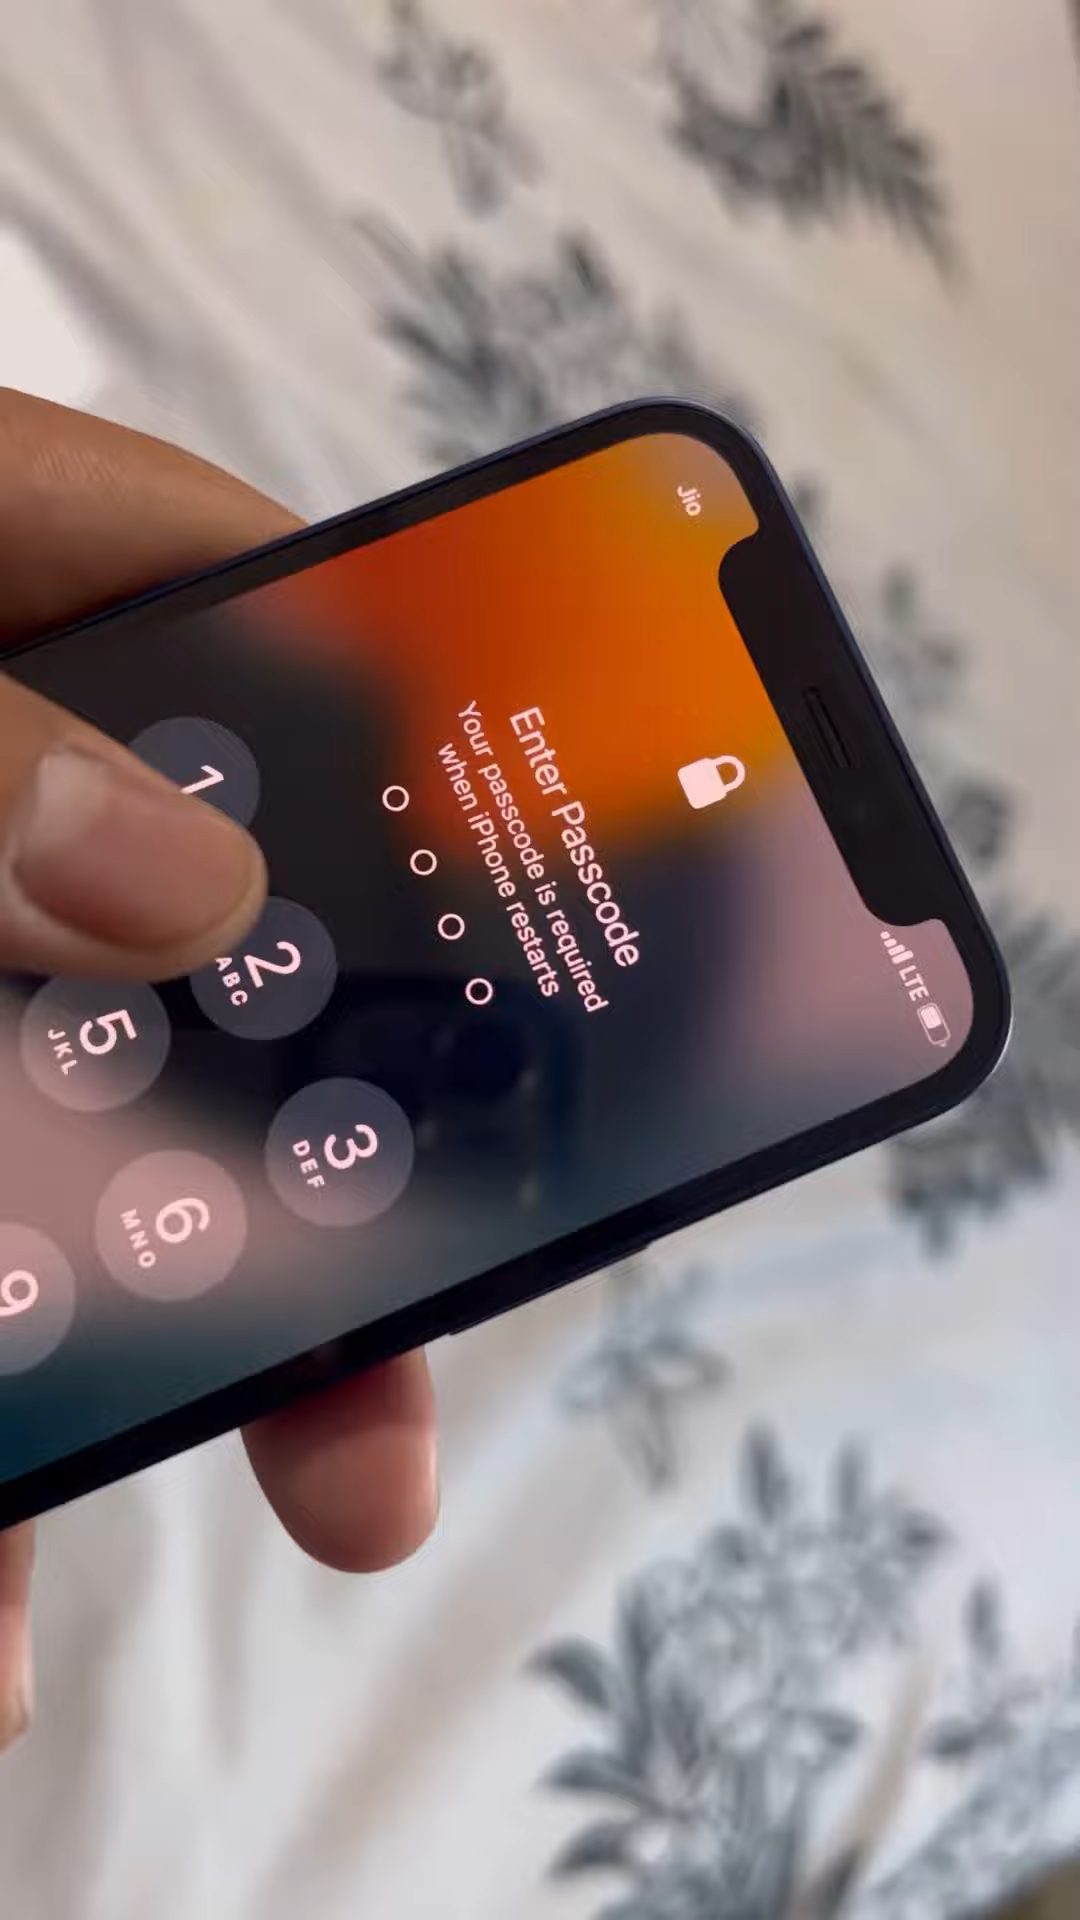 Jio
LTE
Enter Passcode
Your passcode is required
when iPhone restarts
1
2
ABC
3
DEF
5
JKL
6
MNO
9